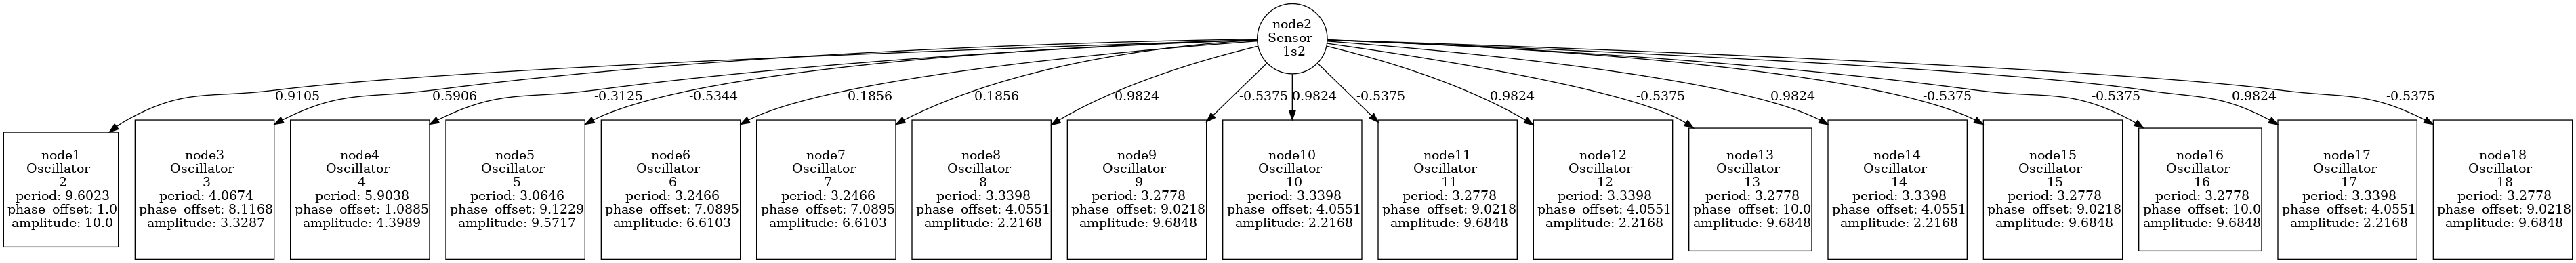 node2
Sensor
1s2
0.9105
0.5906
-0.3125
-0.5344
0.1856
0.1856
0.9824
-0.5375
0.9824
-0.5375
0.9824
-0.5375
0.9824
-0.5375
-0.5375
0.9824
-0.5375
node1
Oscillator
2
period: 9.6023
phase_offset: 1.0
amplitude: 10.0
node3
Oscillator
3
period: 4.0674
phase_offset: 8.1168
amplitude: 3.3287
node4
Oscillator
4
period: 5.9038
phase_offset: 1.0885
amplitude: 4.3989
node5
Oscillator
5
period: 3.0646
phase_offset: 9.1229
amplitude: 9.5717
node6
Oscillator
6
period: 3.2466
phase_offset: 7.0895
amplitude: 6.6103
node7
Oscillator
7
period: 3.2466
phase_offset: 7.0895
amplitude: 6.6103
node8
Oscillator
8
period: 3.3398
phase_offset: 4.0551
amplitude: 2.2168
node9
Oscillator
9
period: 3.2778
phase_offset: 9.0218
amplitude: 9.6848
node10
Oscillator
10
period: 3.3398
phase_offset: 4.0551
amplitude: 2.2168
node11
Oscillator
11
period: 3.2778
phase_offset: 9.0218
amplitude: 9.6848
node12
Oscillator
12
period: 3.3398
phase_offset: 4.0551
amplitude: 2.2168
node13
Oscillator
13
period: 3.2778
phase_offset: 10.0
amplitude: 9.6848
node14
Oscillator
14
period: 3.3398
phase_offset: 4.0551
amplitude: 2.2168
node15
Oscillator
15
period: 3.2778
phase_offset: 9.0218
amplitude: 9.6848
node16
Oscillator
16
period: 3.2778
phase_offset: 10.0
amplitude: 9.6848
node17
Oscillator
17
period: 3.3398
phase_offset: 4.0551
amplitude: 2.2168
node18
Oscillator
18
period: 3.2778
phase_offset: 9.0218
amplitude: 9.6848